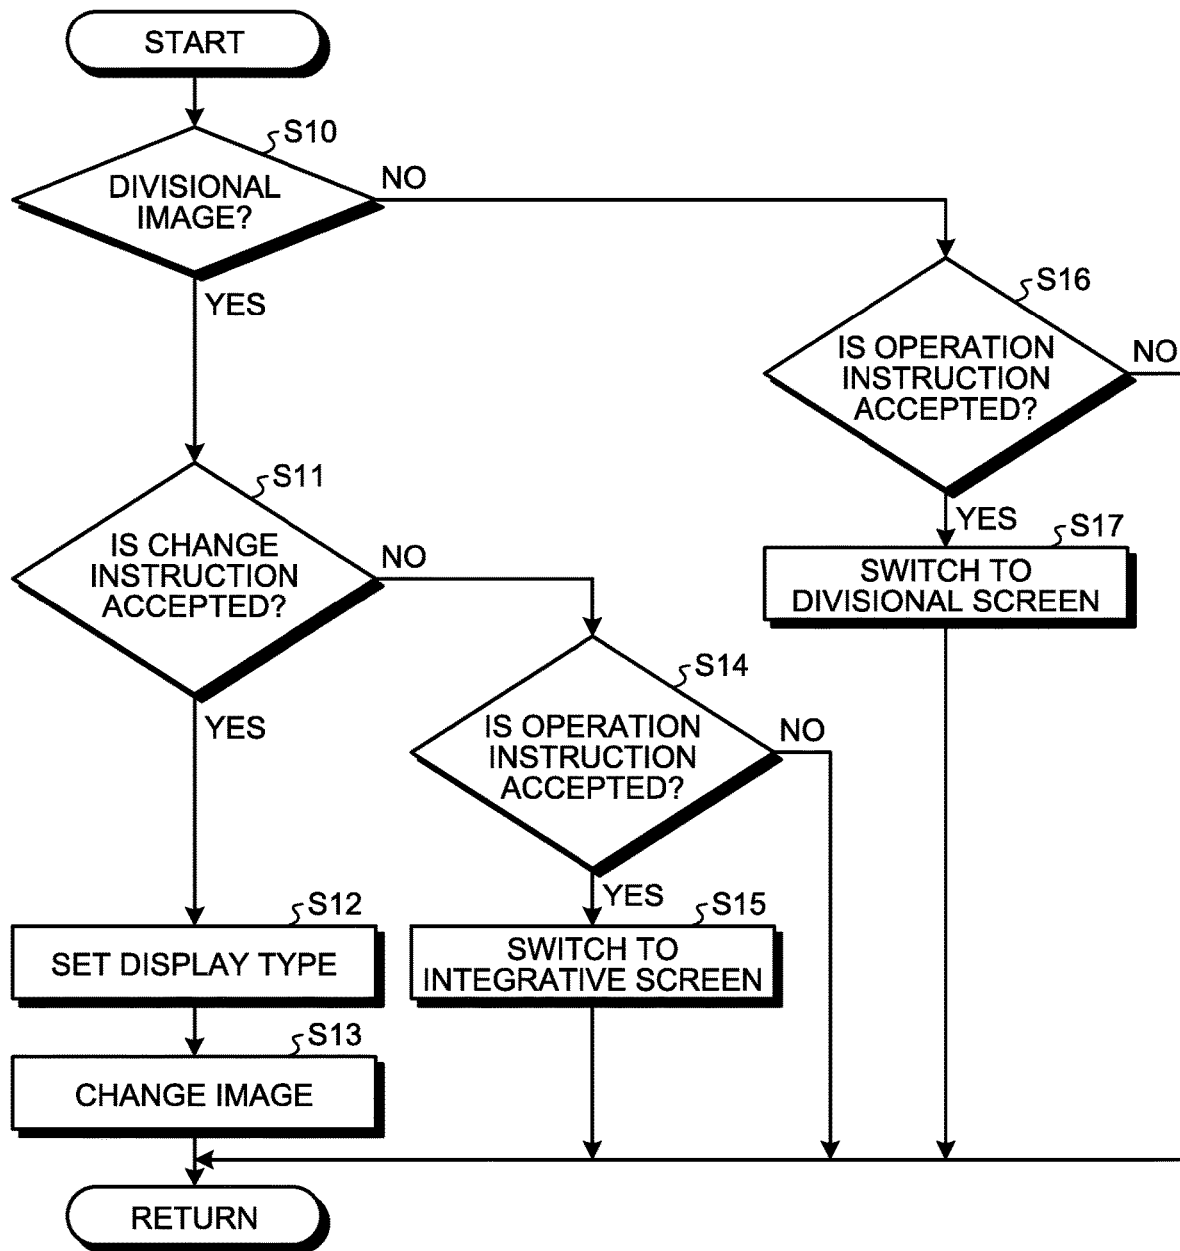 START
S10
DIVISIONAL
IMAGE?
NO
YES
S16
IS OPERATION
INSTRUCTION
ACCEPTED?
NO
YES
S17
SWITCH TO
DIVISIONAL SCREEN
S11
IS CHANGE
INSTRUCTION
ACCEPTED?
NO
YES
S14
IS OPERATION
INSTRUCTION
ACCEPTED?
NO
YES
S15
SWITCH TO
INTEGRATIVE SCREEN
S12
SET DISPLAY TYPE
S13
CHANGE IMAGE
RETURN